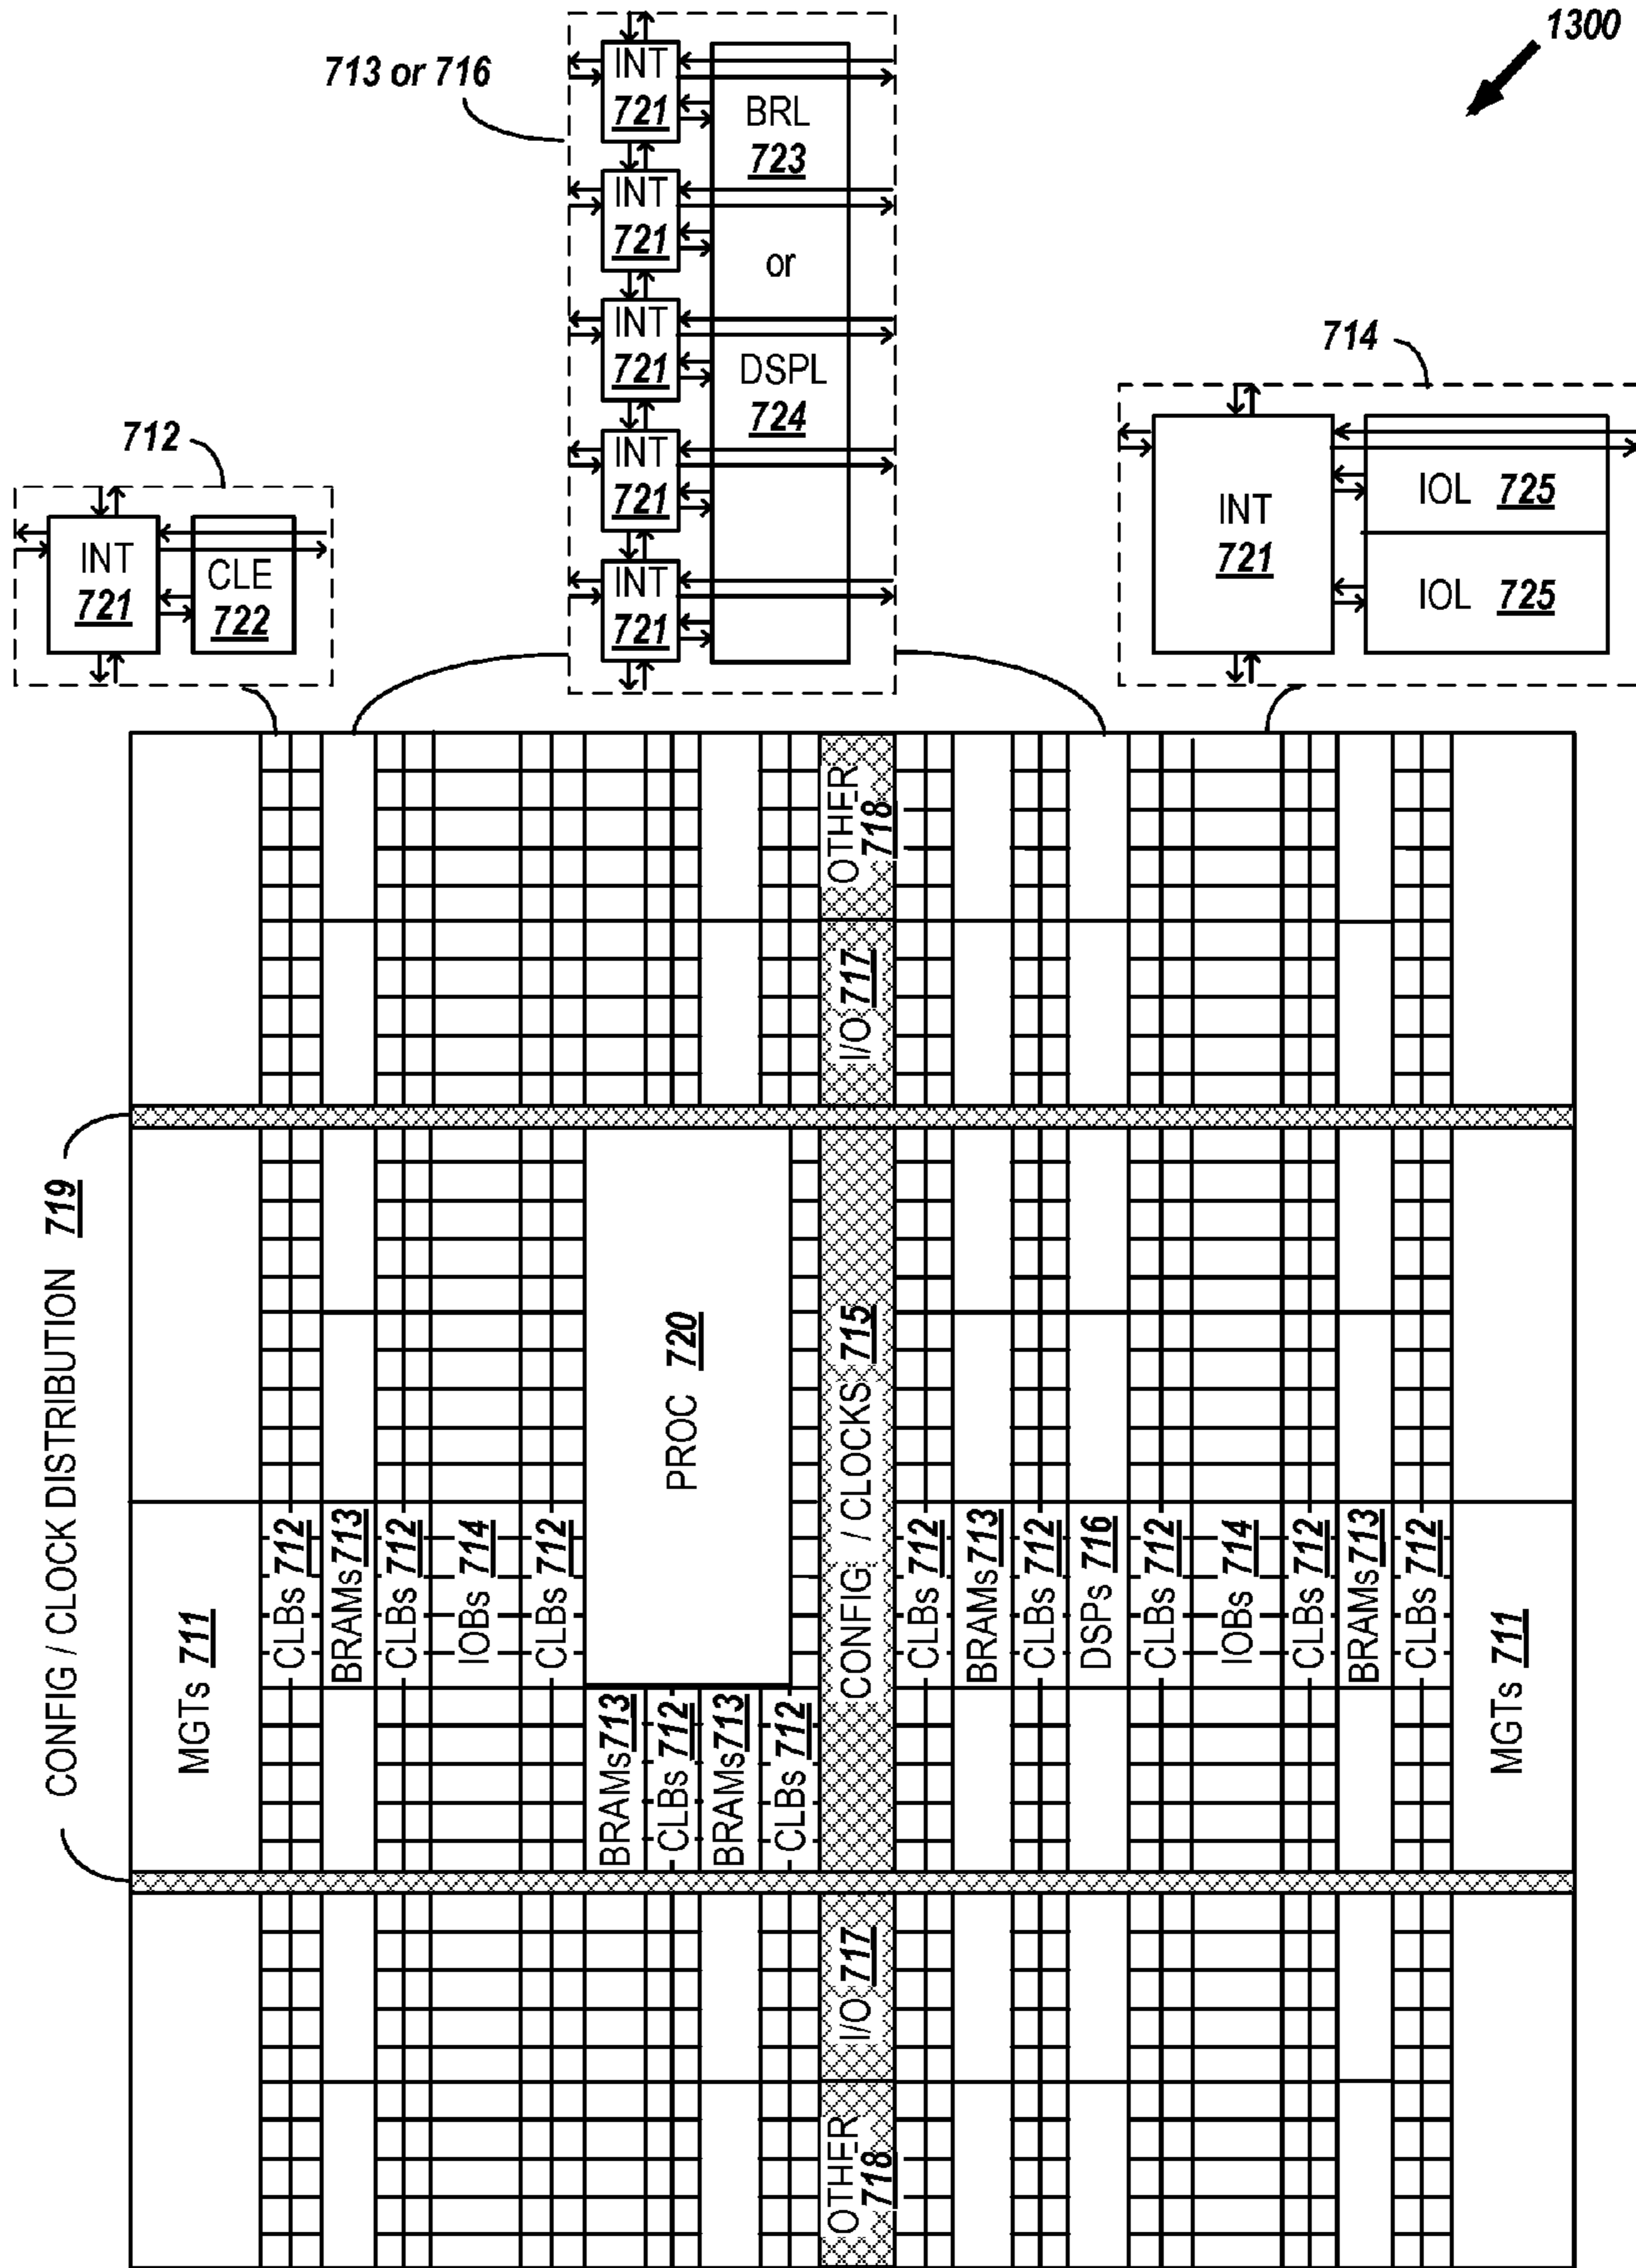 1300
713 or 716
INT
721
INT
721
INT
721
INT
721
INT
721
BRL
723
or
DSPL
724
714
INT
721
IOL 725
IOL 725
712
INT
721
CLE
722
CONFIG / CLOCK DISTRIBUTION 719
MGTs 711
CLBs 712
BRAMs 713
CLBs 712
IOBs 714
CLBs 712
PROC 720
BRAMs 713
CLBs 712
BRAMs 713
CLBs 712
OTHER
718
I/O 717
CONFIG / CLOCKS 715
I/O 717
OTHER
718
CLBs 712
BRAMs 713
CLBs 712
DSPs 716
CLBs 712
IOBs 714
CLBs 712
BRAMs 713
CLBs 712
MGTs 711